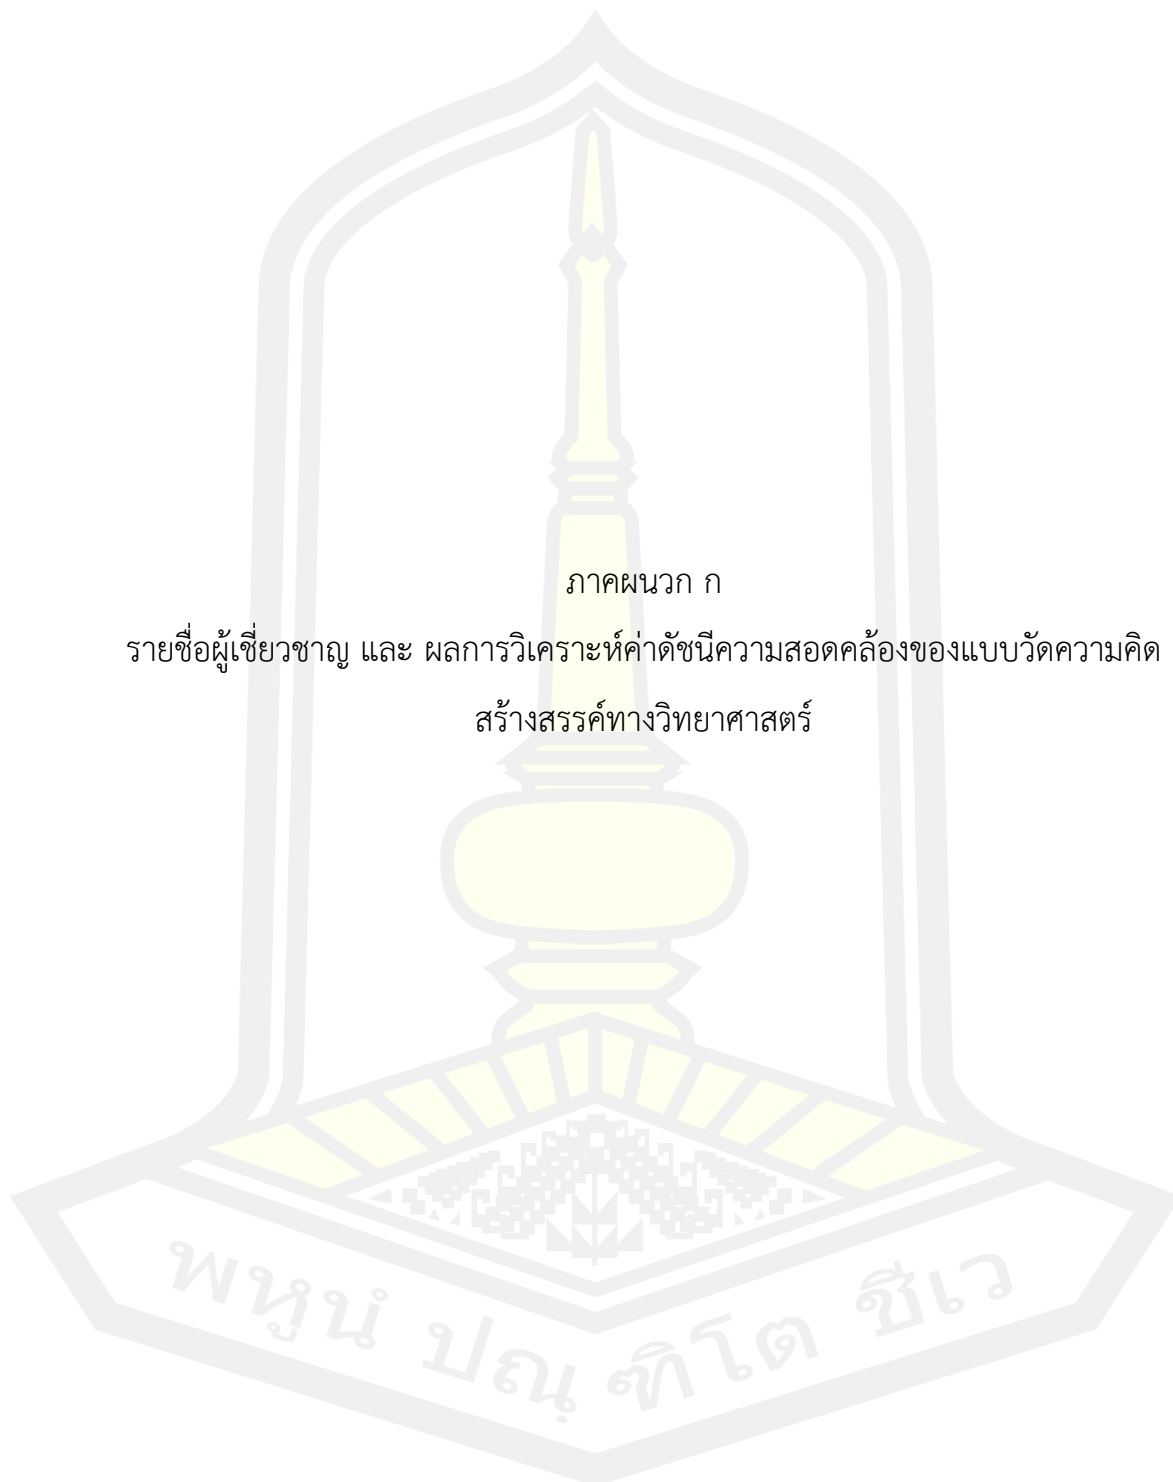 ภาคผนวก ก
รายชื่อผู้เชี่ยวชาญ และ ผลการวิเคราะห์ค่าดัชนีความสอดคล้องของแบบวัดความคิด
สร้างสรรค์ทางวิทยาศาสตร์
พหูนํ ปณฺฑิโต ชีเว